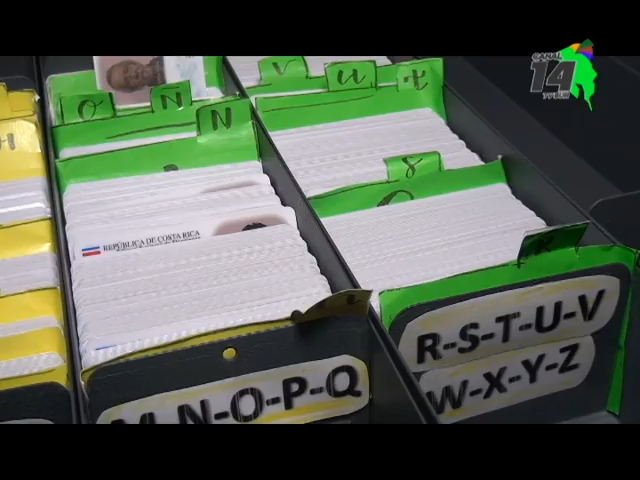 CANAL
14
v
u
t
O
Ñ
N
H
S
REPÚBLICA DE COSTA RICA
R
R-S-T-U-V
W-X-Y-Z
M-N-O-P-Q